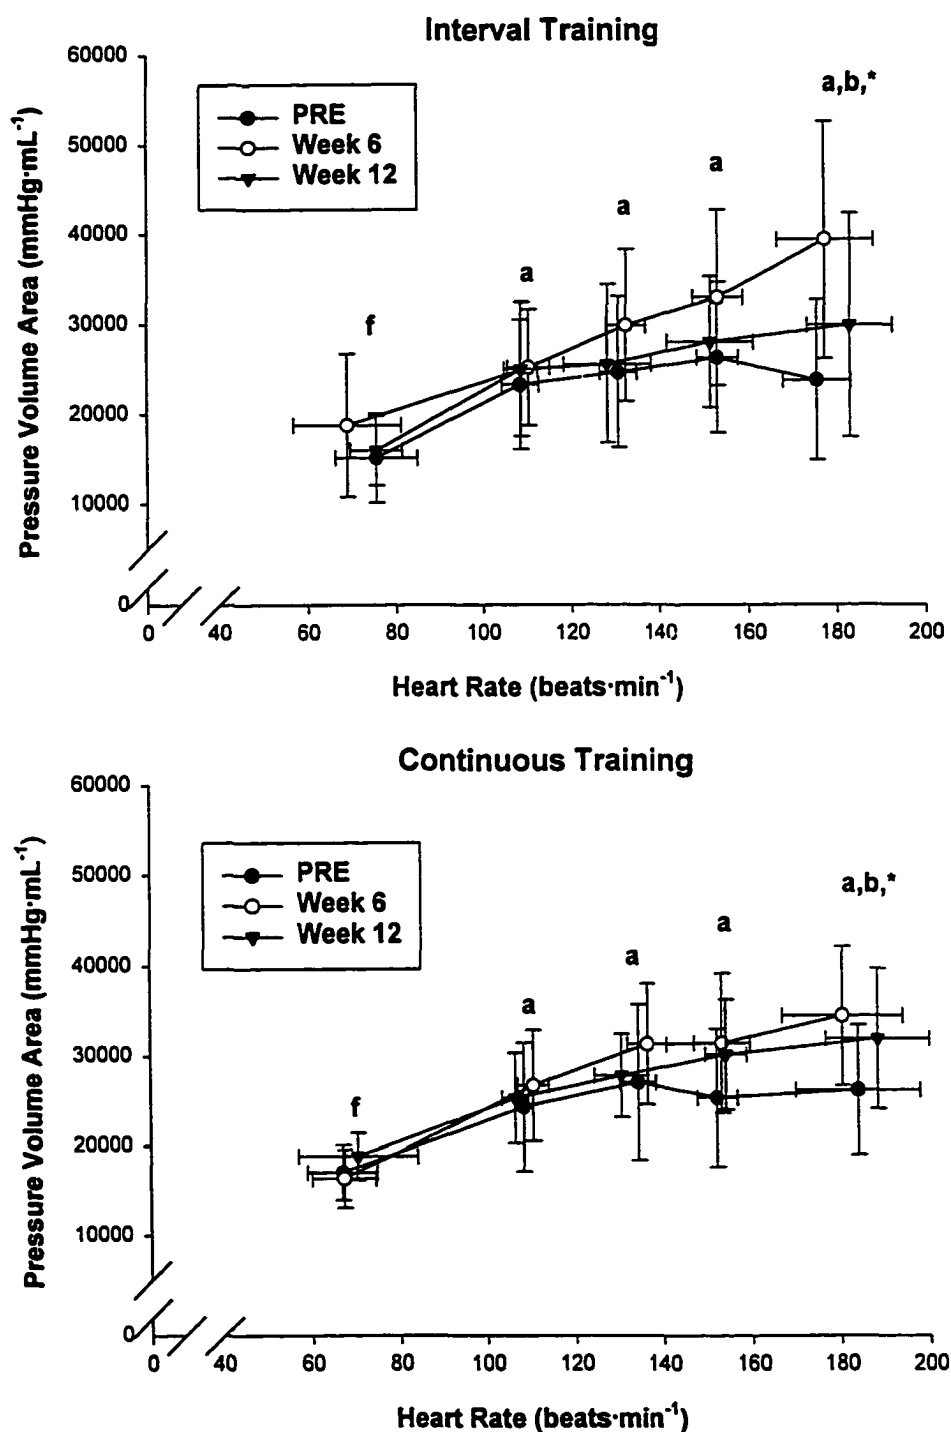 Interval Training
60000
a,b,*
PRE
Week 6
Week 12
50000
a
40000
a
a
30000
f
20000
10000
0
Pressure Volume Area (mmHg·mL⁻¹)
0 40 60 80 100 120 140 160 180 200
Heart Rate (beats·min⁻¹)
Continuous Training
60000
PRE
Week 6
Week 12
50000
a,b,*
a
40000
a
a
30000
f
20000
10000
0
Pressure Volume Area (mmHg·mL⁻¹)
0 40 60 80 100 120 140 160 180 200
Heart Rate (beats·min⁻¹)